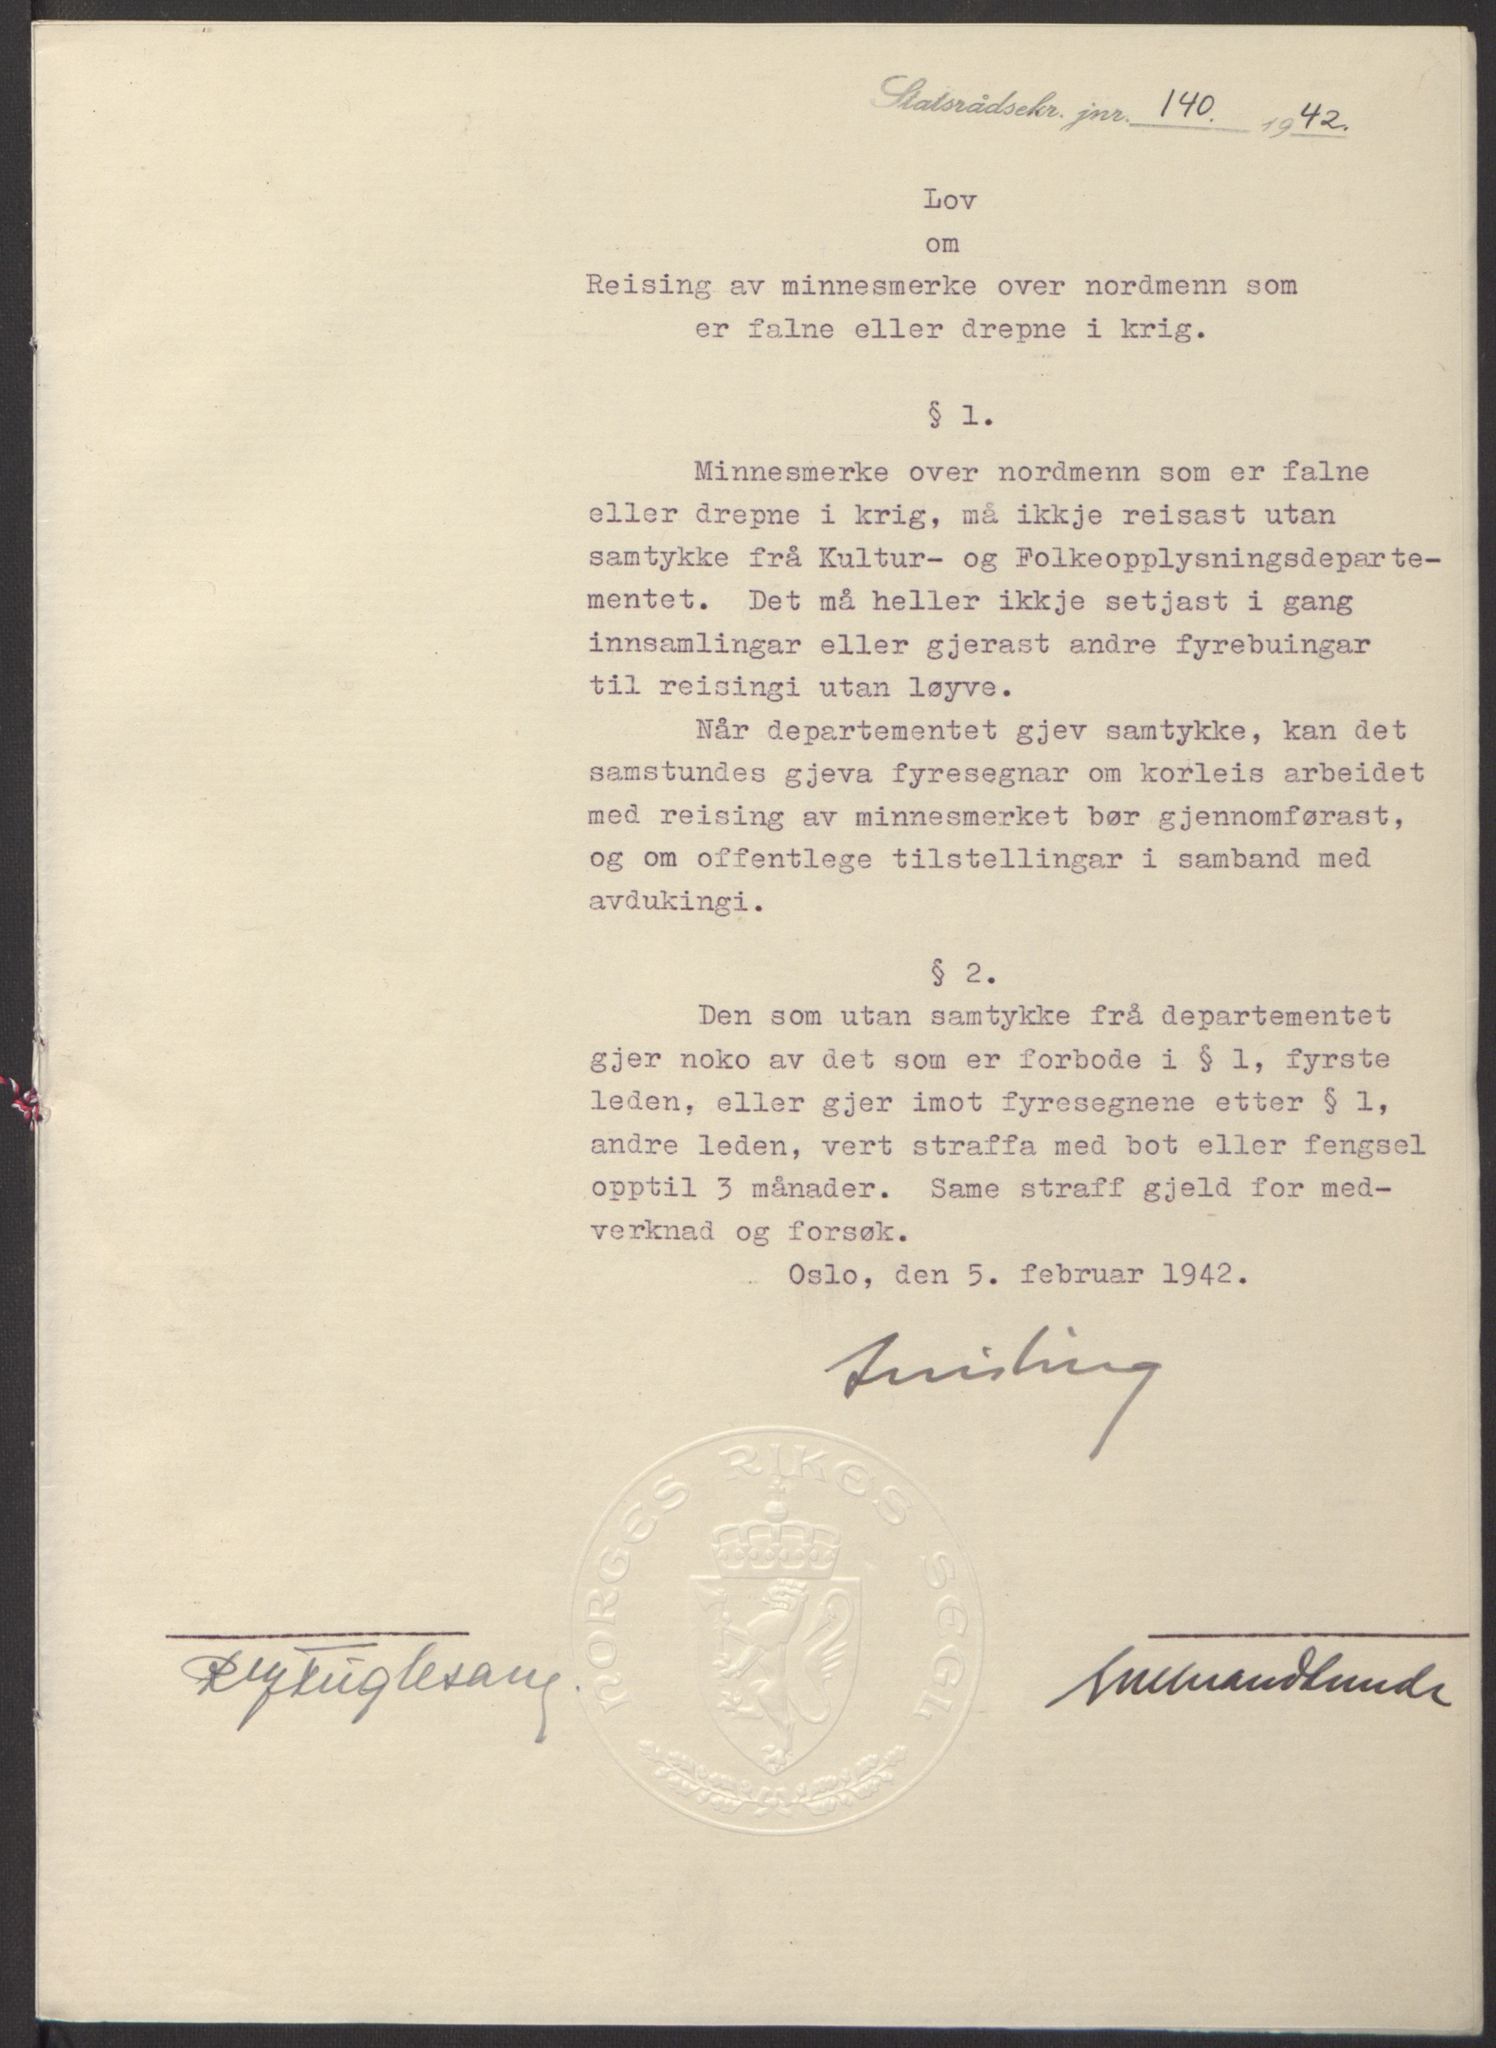 Statsrådsekr. jnr. 140. 1942.
Lov
om
Reising av minnesmerke over nordmenn som
er falne eller drepne i krig.
§ 1.
Minnesmerke over nordmenn som er falne
eller drepne i krig, må ikkje reisast utan
samtykke frå Kultur- og Folkeopplysningsdeparte-
mentet. Det må heller ikkje setjast i gang
innsamlingar eller gjerast andre fyrebuingar
til reisingi utan løyve.
Når departementet gjev samtykke, kan det
samstundes gjeva fyresegnar om korleis arbeidet
med reising av minnesmerket bør gjennomførast,
og om offentlege tilstellingar i samband med
avdukingi.
§ 2.
Den som utan samtykke frå departementet
gjer noko av det som er forbode i § 1, fyrste
leden, eller gjer imot fyresegnene etter § 1,
andre leden, vert straffa med bot eller fengsel
opptil 3 månader. Same straff gjeld for med-
verknad og forsøk.
Oslo, den 5. februar 1942.
Quisling
NORGES RIKES SEGL
R J Fuglesang.